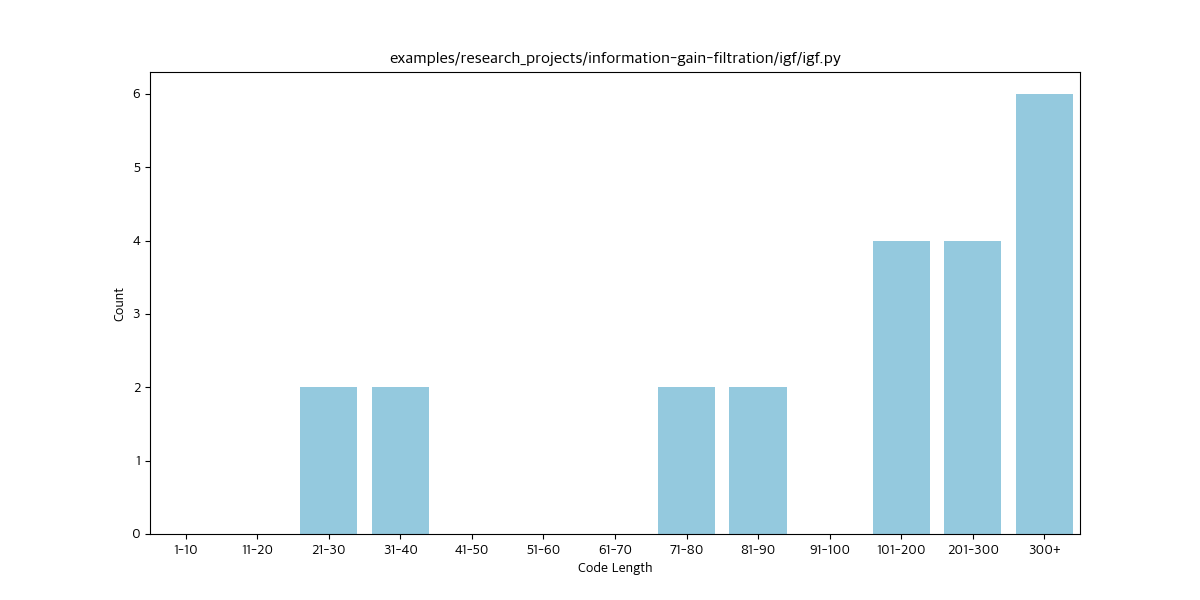 examples/research_projects/information-gain-filtration/igf/igf.py
6
5
4
3
2
1
0
Count
1-10 11-20 21-30 31-40 41-50 51-60 61-70 71-80 81-90 91-100 101-200 201-300 300+
Code Length